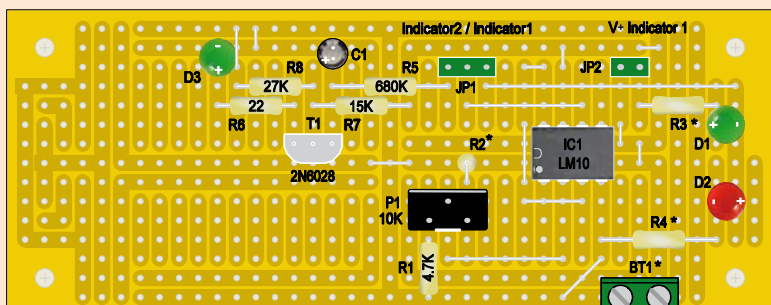 Indicator2 / Indicator1
V+ Indicator 1
D3
R8
C1
R5
JP1
JP2
27K
680K
22
15K
R6
T1
R7
R3 *
D1
R2*
IC1
LM10
2N6028
P1
10K
D2
R4 *
R1
4.7K
BT1 *